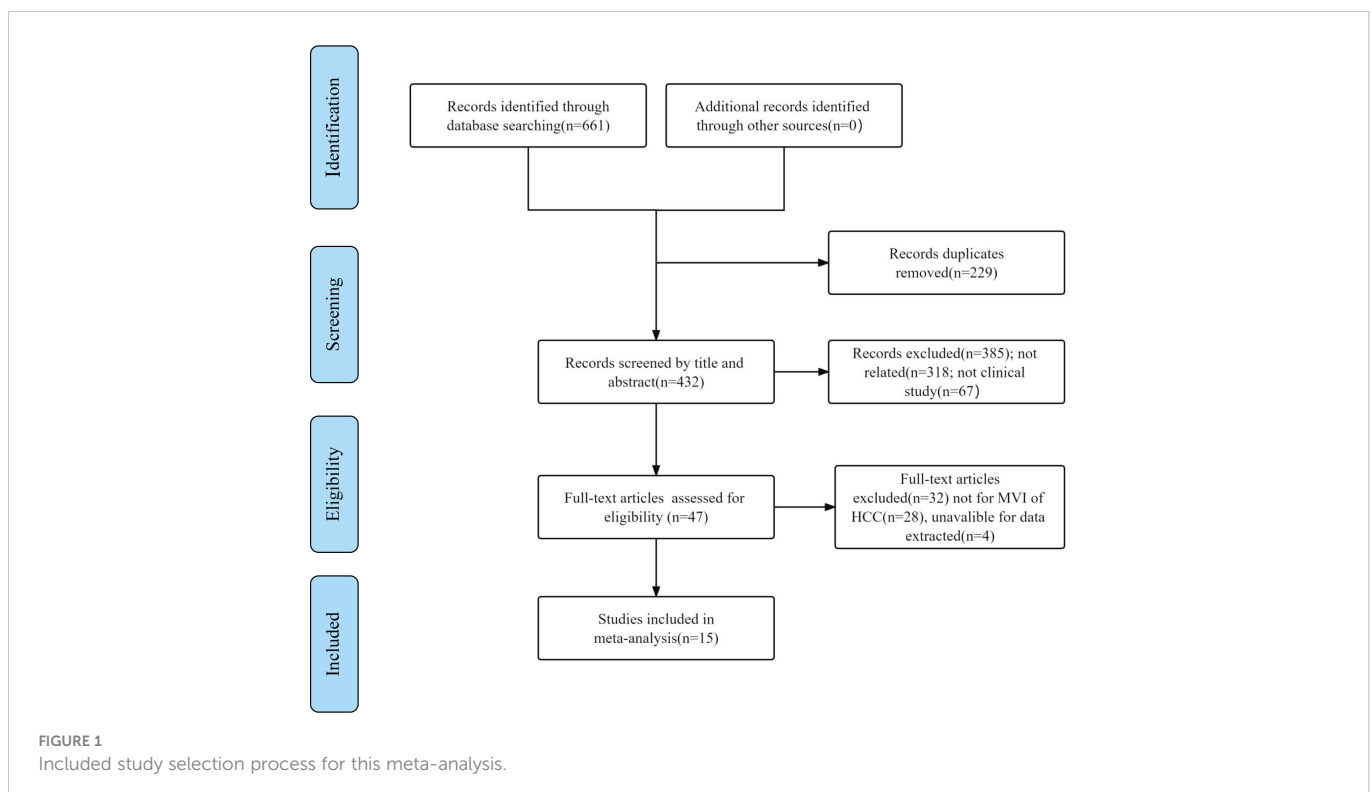 Identification
Records identified through
database searching(n=661)
Additional records identified
through other sources(n=0)
Screening
Records duplicates
removed(n=229)
Records screened by title and
abstract(n=432)
Records excluded(n=385); not
related(n=318; not clinical
study(n=67)
Eligibility
Full-text articles assessed for
eligibility (n=47)
Full-text articles
excluded(n=32) not for MVI of
HCC(n=28), unavalible for data
extracted(n=4)
Included
Studies included in
meta-analysis(n=15)
FIGURE 1
Included study selection process for this meta-analysis.